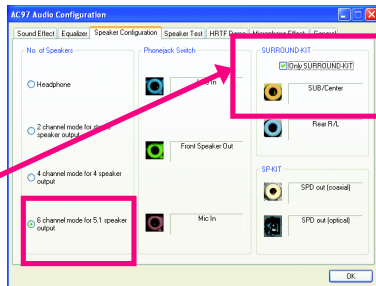 AC97 Audio Configuration
Sound Effect Equalizer Speaker Configuration Speaker Test HRTF Demo Microphone Effect General
No. of Speakers
Headphone
2 channel mode for
speaker output
4 channel mode for 4 speaker
output
6 channel mode for 5.1 speaker
output
Phonejack Switch
In
Front Speaker Out
Mic In
SURROUND-KIT
Only SURROUND-KIT
SUB/Center
Rear R/L
SP-KIT
SPD out (coaxial)
SPD out (optical)
OK